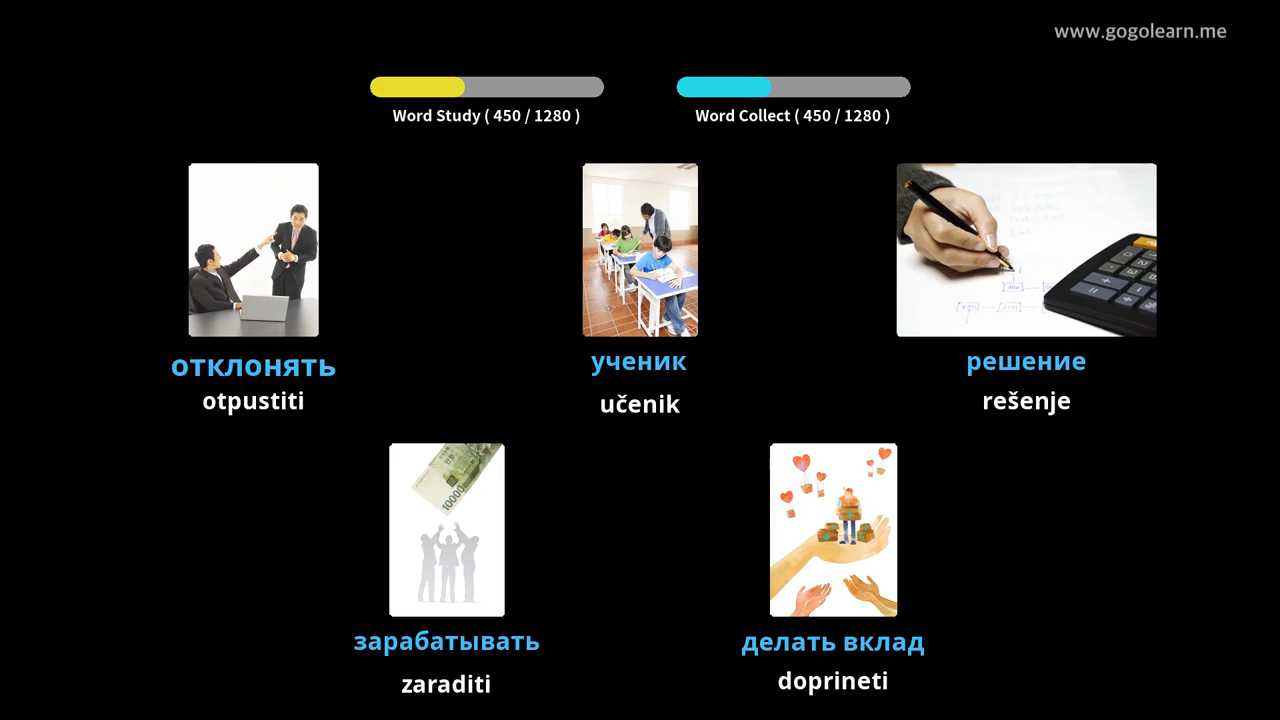 www.gogolearn.me
Word Study ( 450 / 1280 )
Word Collect ( 450 / 1280 )
отклонять
otpustiti
ученик
učenik
решение
rešenje
10000
зарабатывать
zaraditi
делать вклад
doprineti